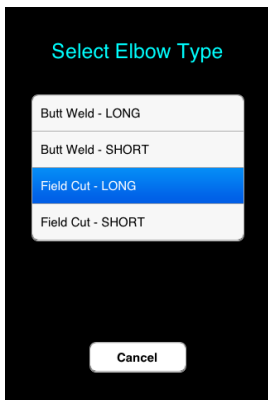 Select Elbow Type
Butt Weld - LONG
Butt Weld - SHORT
Field Cut - LONG
Field Cut - SHORT
Cancel